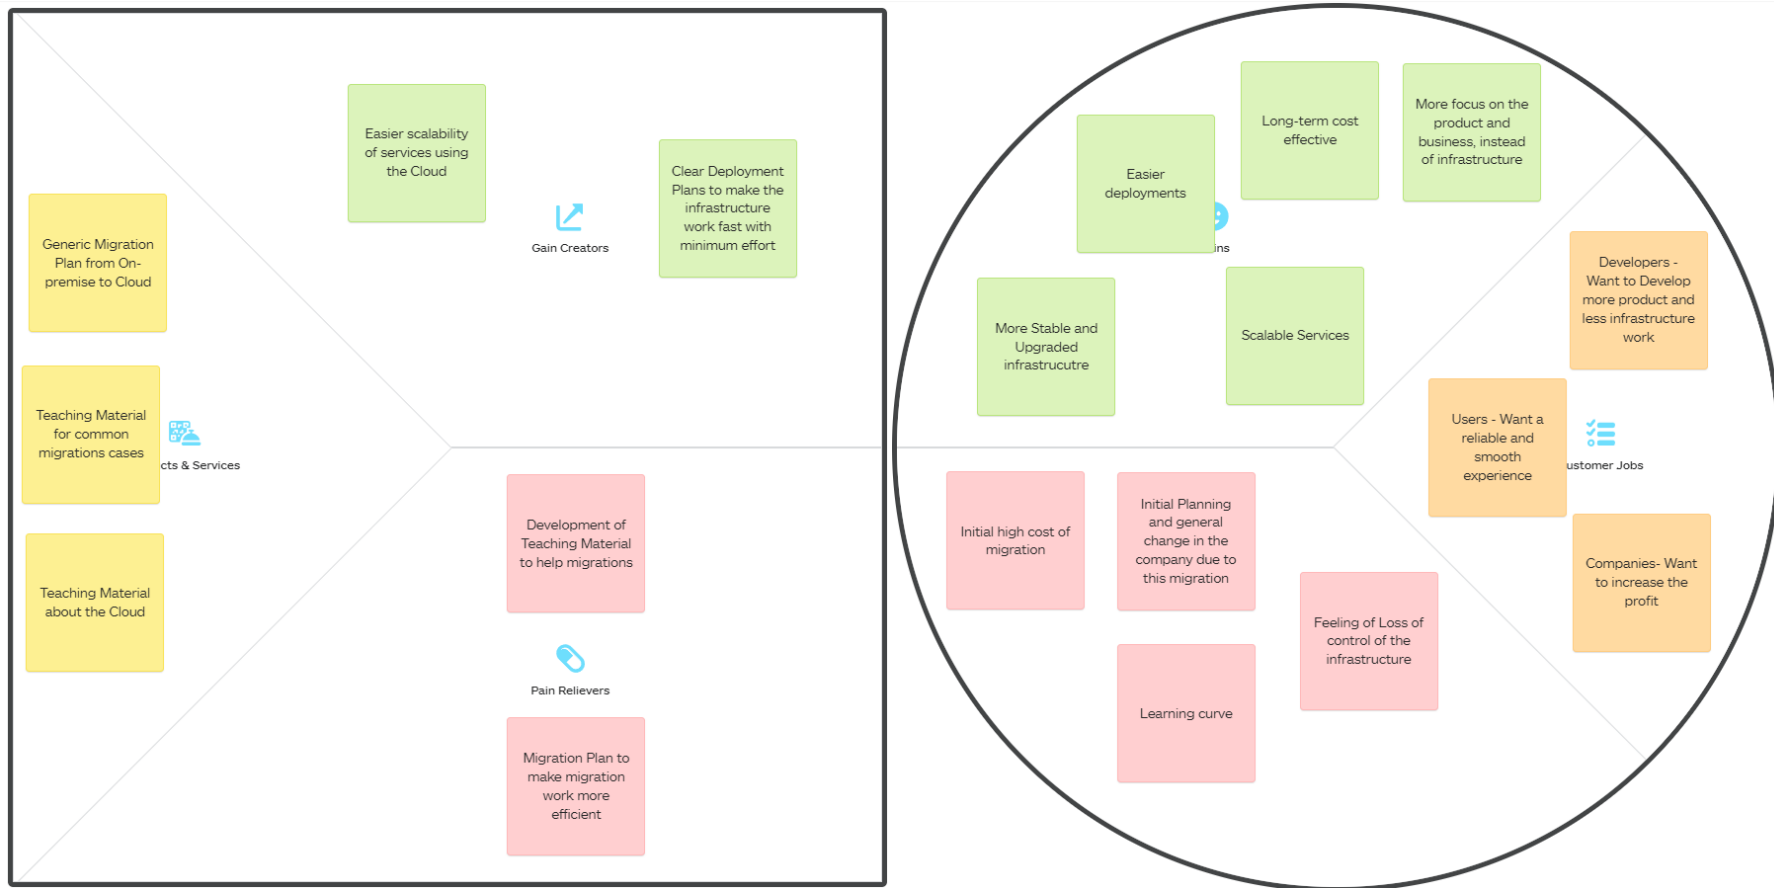 Easier scalability
of services using
the Cloud
Clear Deployment
Plans to make the
infrastructure
work fast with
minimum effort
Gain Creators
Generic Migration
Plan from On-
premise to Cloud
Teaching Material
for common
migrations cases
cts & Services
Teaching Material
about the Cloud
Development of
Teaching Material
to help migrations
Pain Relievers
Migration Plan to
make migration
work more
efficient
Easier
deployments
Long-term cost
effective
More focus on the
product and
business, instead
of infrastructure
ins
More Stable and
Upgraded
infrastrucutre
Scalable Services
Developers -
Want to Develop
more product and
less infrastructure
work
Users - Want a
reliable and
smooth
experience
ustomer Jobs
Companies- Want
to increase the
profit
Initial high cost of
migration
Initial Planning
and general
change in the
company due to
this migration
Feeling of Loss of
control of the
infrastructure
Learning curve